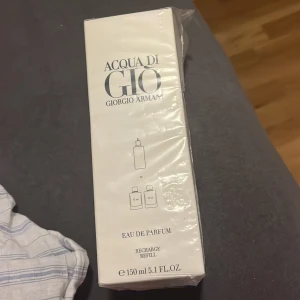 ACQUA DI
GIO
GIORGIO ARMANI
EAU DE PARFUM
RECHARGE
REFILL
℮ 150 ml 5.1 FL.OZ.